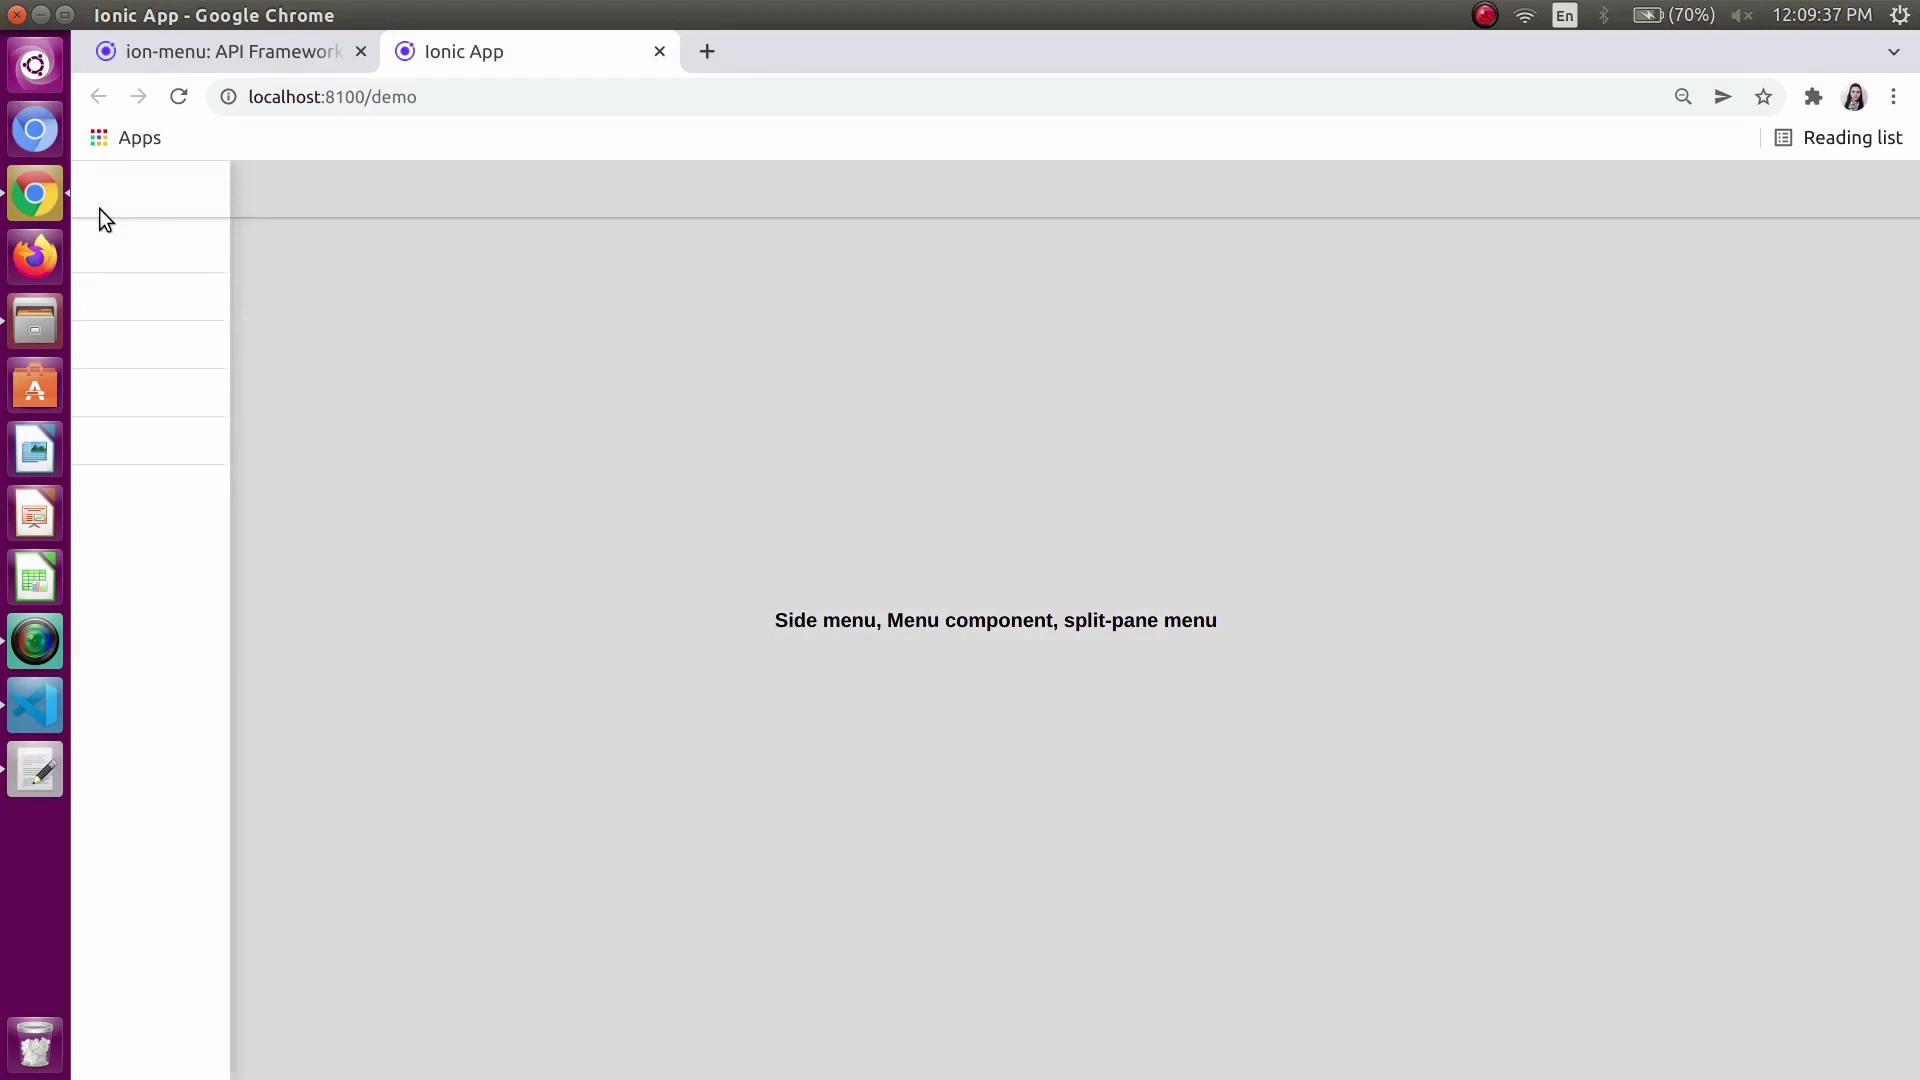 Ionic App - Google Chrome
En
(70%)
12:09:37 PM
ion-menu: API Framework
Ionic App
localhost:8100/demo
Apps
Reading list
Side menu, Menu component, split-pane menu